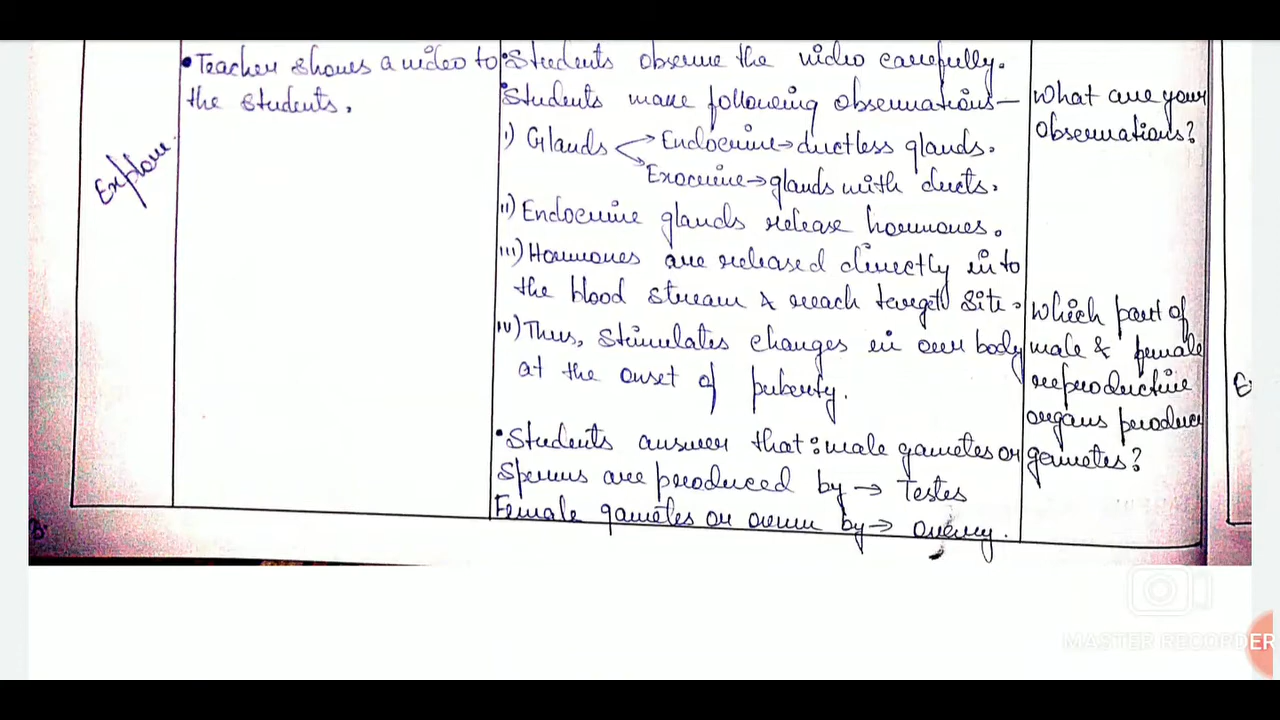 Explore
• Teacher shows a video to
the students.
• Students observe the video carefully.
• Students make following observations —
i) Glands → Endocrine → ductless glands.
→ Exocrine → glands with ducts.
ii) Endocrine glands release hormones.
iii) Hormones are released directly into
the blood stream & reach target site.
iv) Thus, stimulates changes in our body
at the onset of puberty.
• Students answer that: male gametes or
sperms are produced by → Testes
Female gametes or ovum by → ovary.
What are your
observations?
Which part of
male & female
reproductive
organs produce
gametes?
MASTER RECORDER